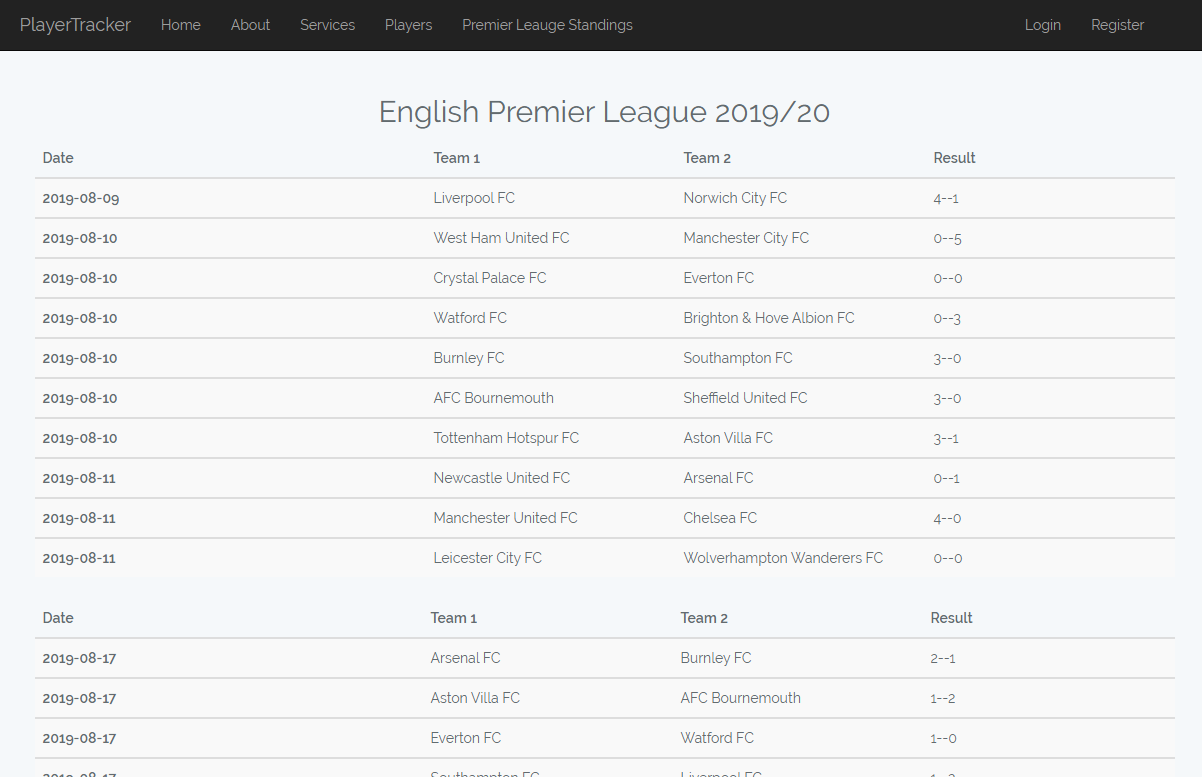 PlayerTracker Home About Services Players Premier Leauge Standings Login Register
English Premier League 2019/20
Date Team 1 Team 2 Result
2019-08-09 Liverpool FC Norwich City FC 4--1
2019-08-10 West Ham United FC Manchester City FC 0--5
2019-08-10 Crystal Palace FC Everton FC 0--0
2019-08-10 Watford FC Brighton & Hove Albion FC 0--3
2019-08-10 Burnley FC Southampton FC 3--0
2019-08-10 AFC Bournemouth Sheffield United FC 3--0
2019-08-10 Tottenham Hotspur FC Aston Villa FC 3--1
2019-08-11 Newcastle United FC Arsenal FC 0--1
2019-08-11 Manchester United FC Chelsea FC 4--0
2019-08-11 Leicester City FC Wolverhampton Wanderers FC 0--0
Date Team 1 Team 2 Result
2019-08-17 Arsenal FC Burnley FC 2--1
2019-08-17 Aston Villa FC AFC Bournemouth 1--2
2019-08-17 Everton FC Watford FC 1--0
2019-08-17 Southampton FC Liverpool FC